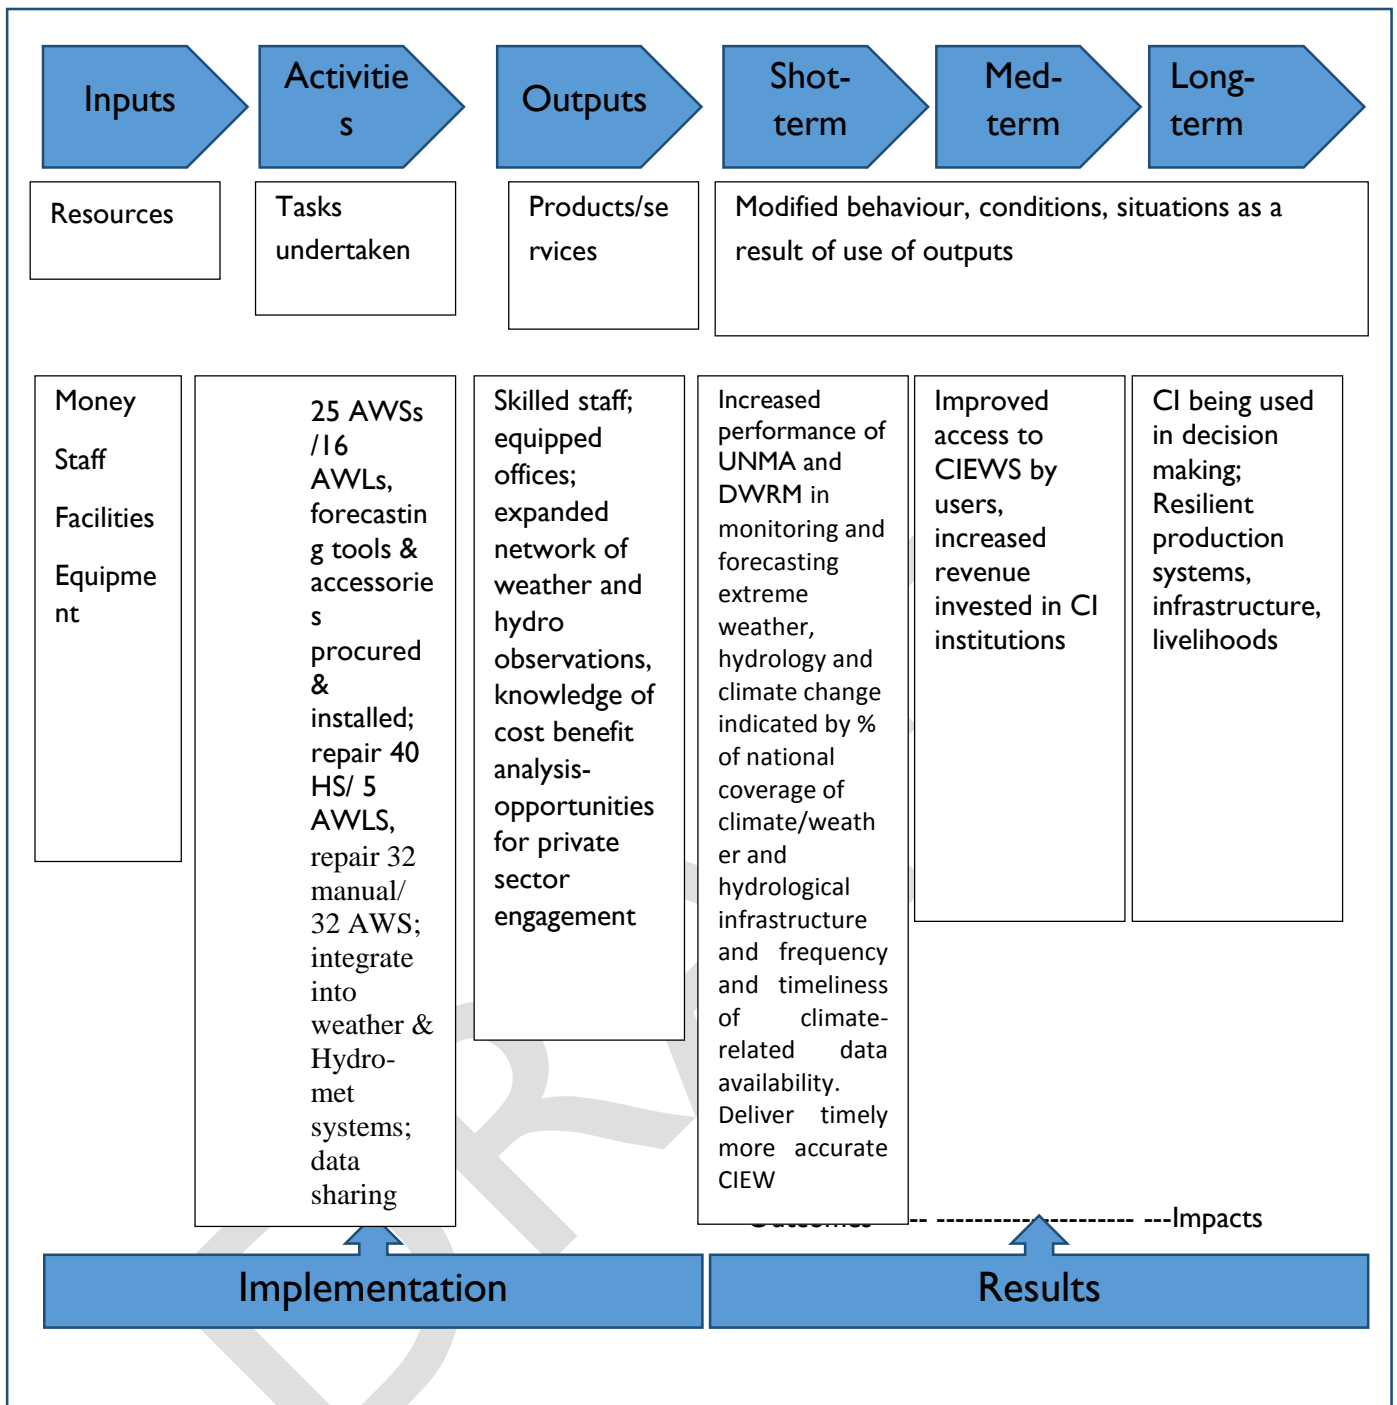 Inputs
Activitie
s
Outputs
Shot-
term
Med-
term
Long-
term
Resources
Tasks
undertaken
Products/se
rvices
Modified behaviour, conditions, situations as a
result of use of outputs
Money
Staff
Facilities
Equipme
nt
25 AWSs
/16
AWLs,
forecastin
g tools &
accessorie
s
procured
&
installed;
repair 40
HS/ 5
AWLS,
repair 32
manual/
32 AWS;
integrate
into
weather &
Hydro-
met
systems;
data
sharing
Skilled staff;
equipped
offices;
expanded
network of
weather and
hydro
observations,
knowledge of
cost benefit
analysis-
opportunities
for private
sector
engagement
Increased
performance of
UNMA and
DWRM in
monitoring and
forecasting
extreme
weather,
hydrology and
climate change
indicated by %
of national
coverage of
climate/weath
er and
hydrological
infrastructure
and frequency
and timeliness
of climate-
related data
availability.
Deliver timely
more accurate
CIEW
Improved
access to
CIEWS by
users,
increased
revenue
invested in CI
institutions
CI being used
in decision
making;
Resilient
production
systems,
infrastructure,
livelihoods
Outcomes -- -------------------- ---Impacts
Implementation
Results
DRAFT